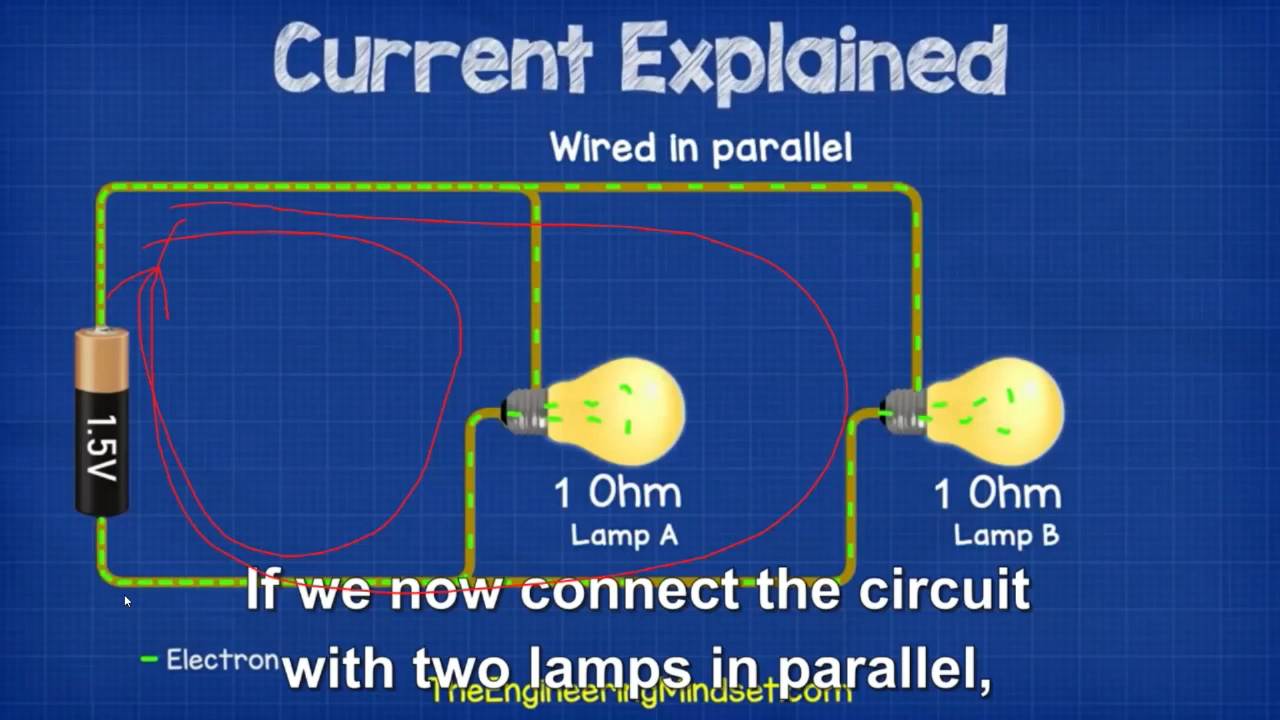 Current Explained
Wired in parallel
1.5V
1 Ohm
Lamp A
1 Ohm
Lamp B
If we now connect the circuit
with two lamps in parallel,
Electron
TheEngineeringMindset.com